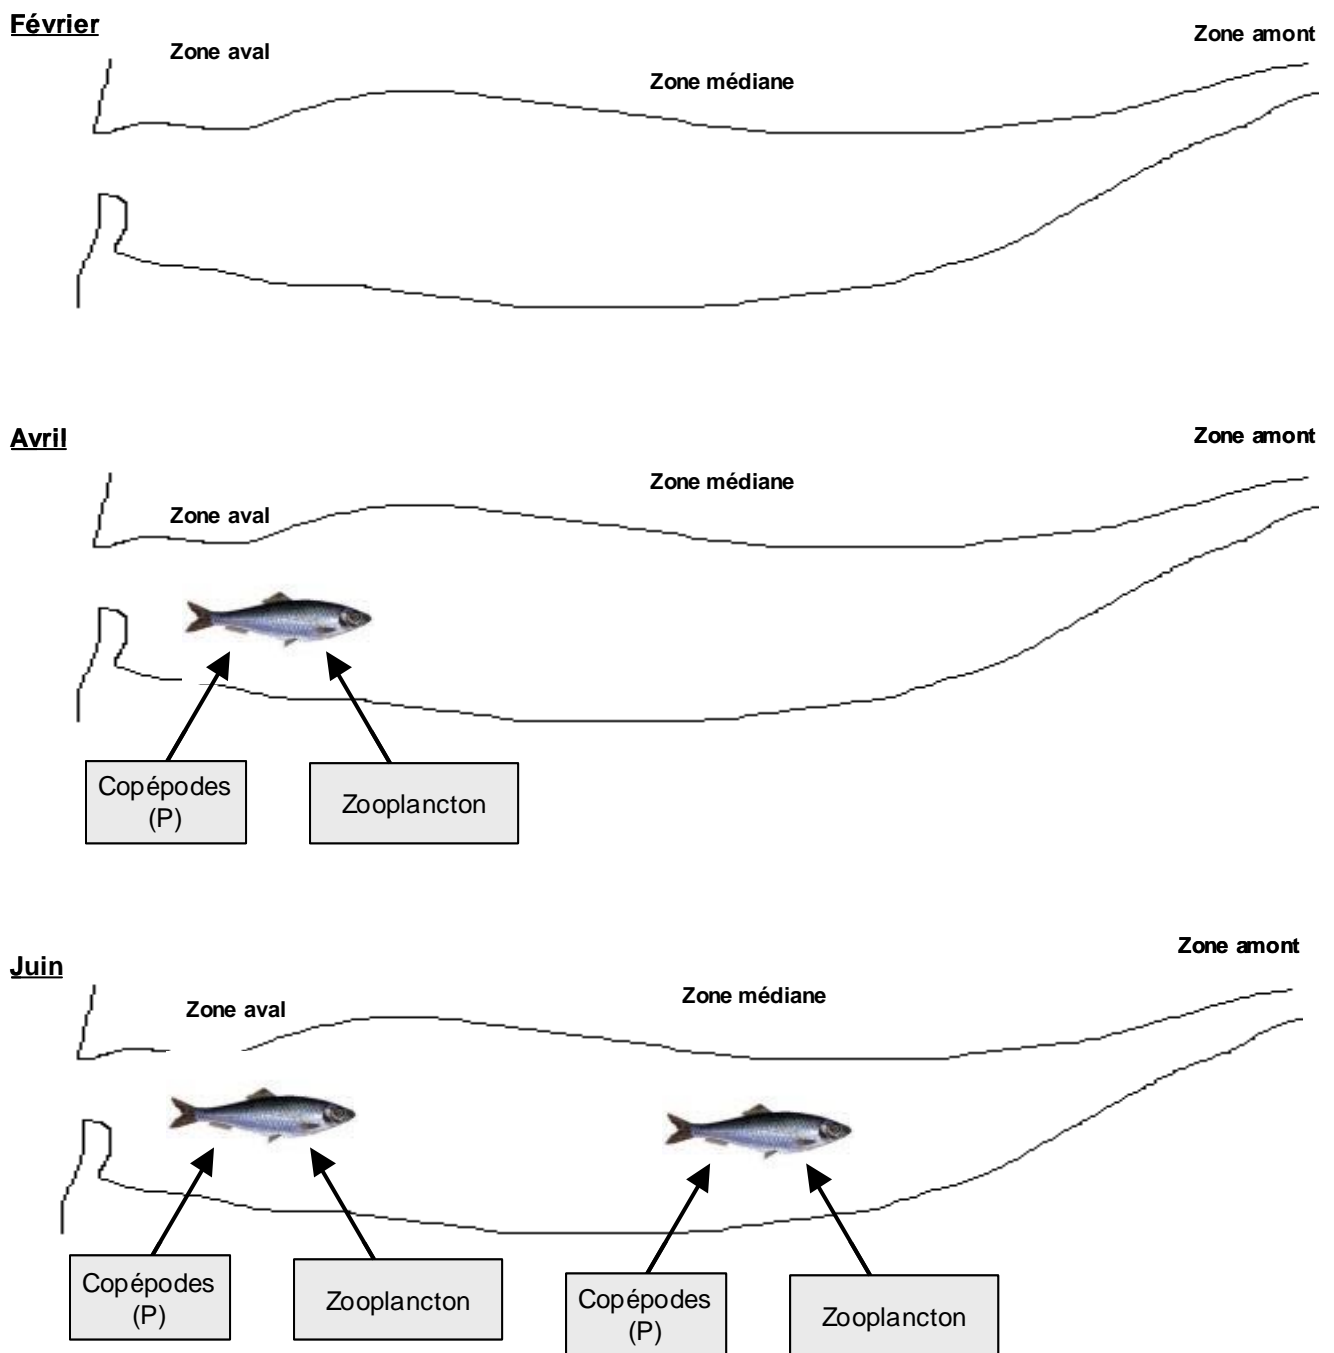 Février
Zone aval
Zone médiane
Zone amont
Avril
Zone aval
Zone médiane
Zone amont
Copépodes
(P)
Zooplancton
Juin
Zone aval
Zone médiane
Zone amont
Copépodes
(P)
Zooplancton
Copépodes
(P)
Zooplancton